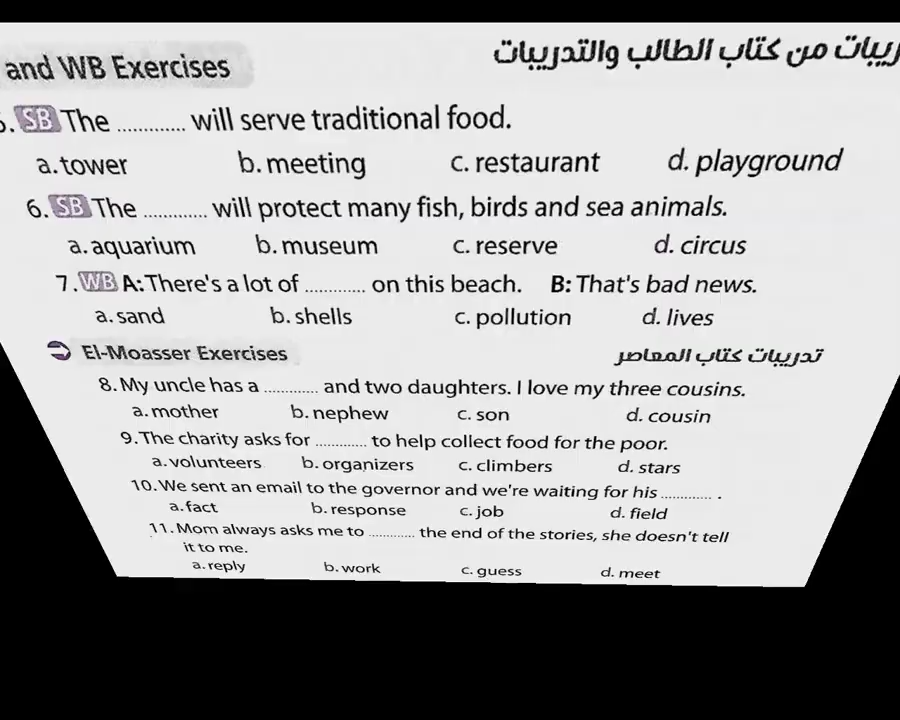 and WB Exercises
ريبات من كتاب الطالب والتدريبات
5. SB The ............ will serve traditional food.
a. tower b. meeting c. restaurant d. playground
6. SB The ............ will protect many fish, birds and sea animals.
a. aquarium b. museum c. reserve d. circus
7. WB A: There's a lot of ............ on this beach. B: That's bad news.
a. sand b. shells c. pollution d. lives
El-Moasser Exercises تدريبات كتاب المعاصر
8. My uncle has a ............ and two daughters. I love my three cousins.
a. mother b. nephew c. son d. cousin
9. The charity asks for ............ to help collect food for the poor.
a. volunteers b. organizers c. climbers d. stars
10. We sent an email to the governor and we're waiting for his ............ .
a. fact b. response c. job d. field
11. Mom always asks me to ............ the end of the stories, she doesn't tell
it to me.
a. reply b. work c. guess d. meet